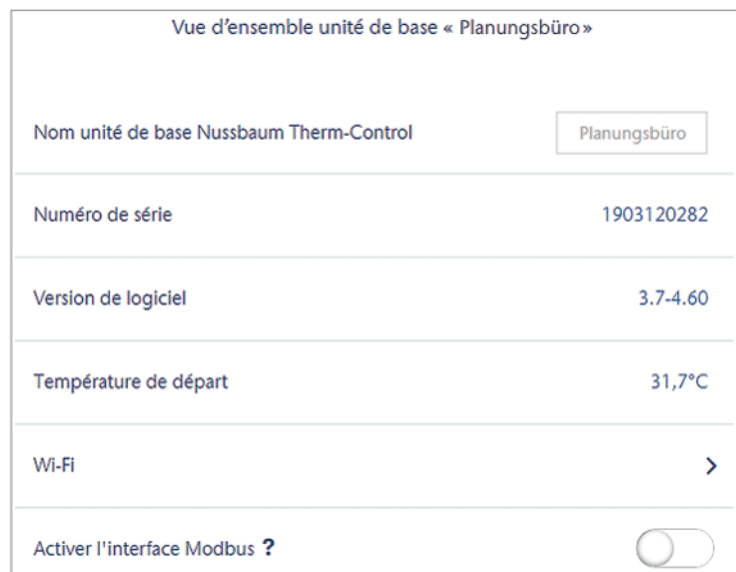 Vue d’ensemble unité de base « Planungsbüro»
Nom unité de base Nussbaum Therm-Control Planungsbüro
Numéro de série 1903120282
Version de logiciel 3.7-4.60
Température de départ 31,7°C
Wi-Fi
Activer l'interface Modbus ?